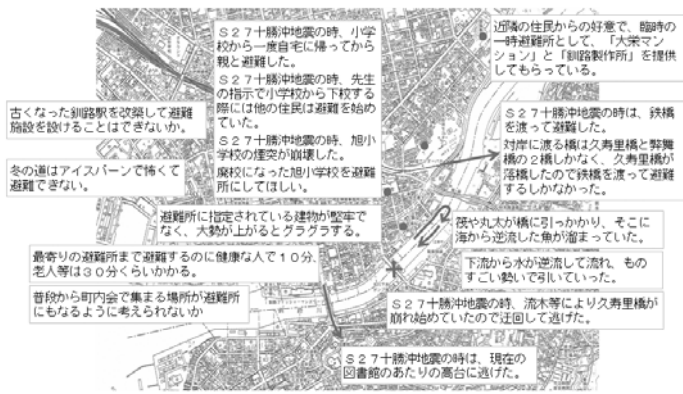 S27十勝沖地震の時、小学
校から一度自宅に帰ってから
親と避難した。
S27十勝沖地震の時、先生
の指示で小学校から下校する
際には他の住民は避難を始め
ていた。
S27十勝沖地震の時、旭小
学校の煙突が崩壊した。
廃校になった旭小学校を避難
所にしてほしい。
近隣の住民からの好意で、臨時の
一時避難所として、「大栄マン
ション」と「釧路製作所」を提供
してもらっている。
古くなった釧路駅を改築して避難
施設を設けることはできないか。
S27十勝沖地震の時は、鉄橋
を渡って避難した。
対岸に渡る橋は久寿里橋と弊舞
橋の2橋しかなく、久寿里橋が
落橋したので鉄橋を渡って避難
するしかなかった。
冬の道はアイスバーンで怖くて
避難できない。
避難所に指定されている建物が堅牢で
なく、大勢が上がるとグラグラする。
茂や丸太が橋に引っかかり、そこに
海から逆流した魚が溜まっていた。
最寄りの避難所まで避難するのに健康な人で10分、
老人等は30分くらいかかる。
下流から水が逆流して流れ、もの
すごい勢いで引いていった。
普段から町内会で集まる場所が避難所
にもなるように考えられないか
S27十勝沖地震の時、流木等により久寿里橋が
崩れ始めていたので迂回して逃げた。
S27十勝沖地震の時は、現在の
図書館のあたりの高台に逃げた。